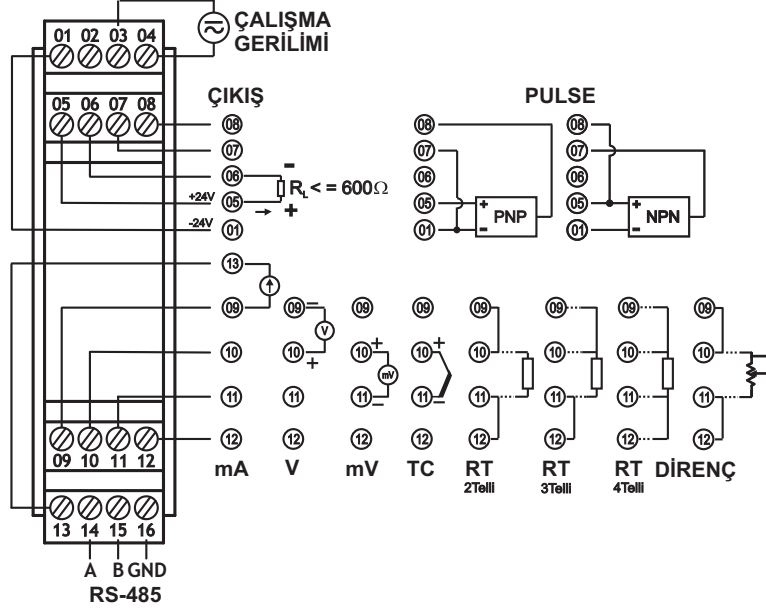 01 02 03 04
ÇALIŞMA
GERİLİMİ
05 06 07 08
ÇIKIŞ
PULSE
08 08 08
07 07 07
06 - 06 06
R_L < = 600Ω
+24V 05 + 05 + PNP 05 + NPN
-24V 01 01 - 01 -
13
09 09 - 09 09 09 09 09 09
V
10 10 + 10 + 10 + 10 10 10 10
mV
11 11 11 - 11 - 11 11 11 11
12 12 12 12 12 12 12 12
09 10 11 12
mA V mV TC RT RT RT DİRENÇ
2Telli 3Telli 4Telli
13 14 15 16
A B GND
RS-485